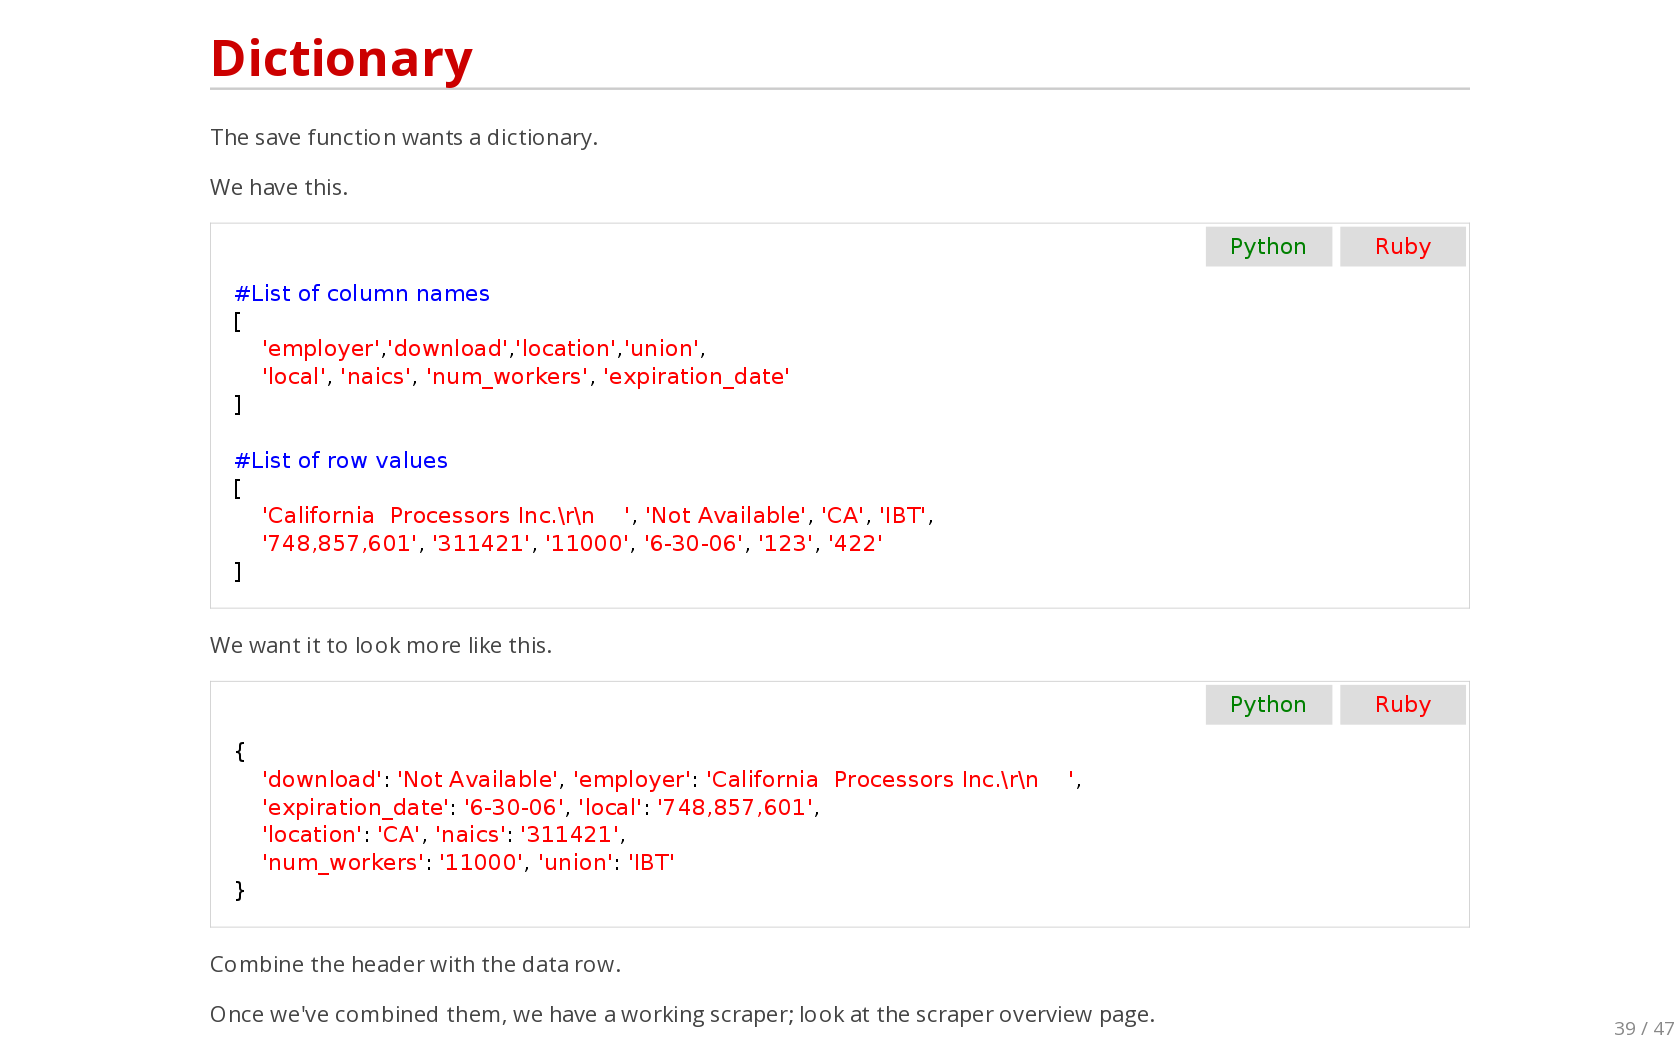 Dictionary
The save function wants a dictionary.
We have this.
Python Ruby
#List of column names
[
'employer','download','location','union',
'local', 'naics', 'num_workers', 'expiration_date'
]
#List of row values
[
'California  Processors Inc.\r\n    ', 'Not Available', 'CA', 'IBT',
'748,857,601', '311421', '11000', '6-30-06', '123', '422'
]
We want it to look more like this.
Python Ruby
{
'download': 'Not Available', 'employer': 'California  Processors Inc.\r\n    ',
'expiration_date': '6-30-06', 'local': '748,857,601',
'location': 'CA', 'naics': '311421',
'num_workers': '11000', 'union': 'IBT'
}
Combine the header with the data row.
Once we've combined them, we have a working scraper; look at the scraper overview page.
39 / 47